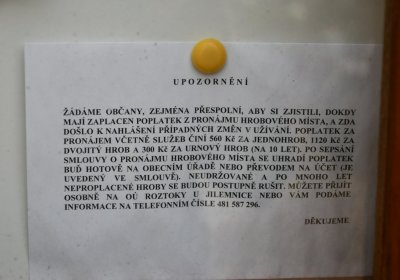 UPOZORNĚNÍ
ŽÁDÁME OBČANY, ZEJMÉNA PŘESPOLNÍ, ABY SI ZJISTILI, DOKDY
MAJÍ ZAPLACEN POPLATEK Z PRONÁJMU HROBOVÉHO MÍSTA, A ZDA
DOŠLO K NAHLÁŠENÍ PŘÍPADNÝCH ZMĚN V UŽÍVÁNÍ. POPLATEK ZA
PRONÁJEM VČETNĚ SLUŽEB ČINÍ 560 Kč ZA JEDNOHROB, 1120 Kč ZA
DVOJITÝ HROB A 300 Kč ZA URNOVÝ HROB (NA 10 LET). PO SEPSÁNÍ
SMLOUVY O PRONÁJMU HROBOVÉHO MÍSTA SE UHRADÍ POPLATEK
BUĎ HOTOVĚ NA OBECNÍM ÚŘADĚ NEBO PŘEVODEM NA ÚČET (JE
UVEDENÝ VE SMLOUVĚ). NEUDRŽOVANÉ A PO MNOHO LET
NEPROPLACENÉ HROBY SE BUDOU POSTUPNĚ RUŠIT. MŮŽETE PŘIJÍT
OSOBNĚ NA OÚ ROZTOKY U JILEMNICE NEBO VÁM PODÁME
INFORMACE NA TELEFONNÍM ČÍSLE 481 587 296.
DĚKUJEME.